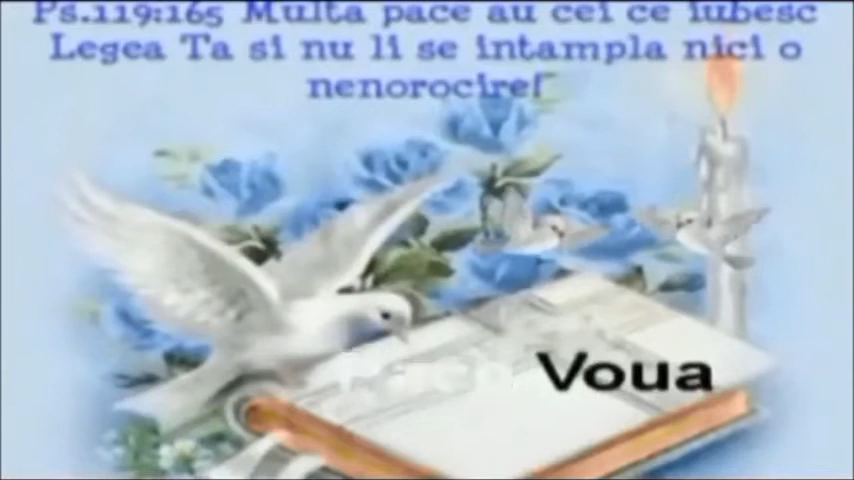 Ps.119:165 Multa pace au cei ce iubesc
Legea Ta si nu li se intampla nici o
nenorocire!
Pace Voua